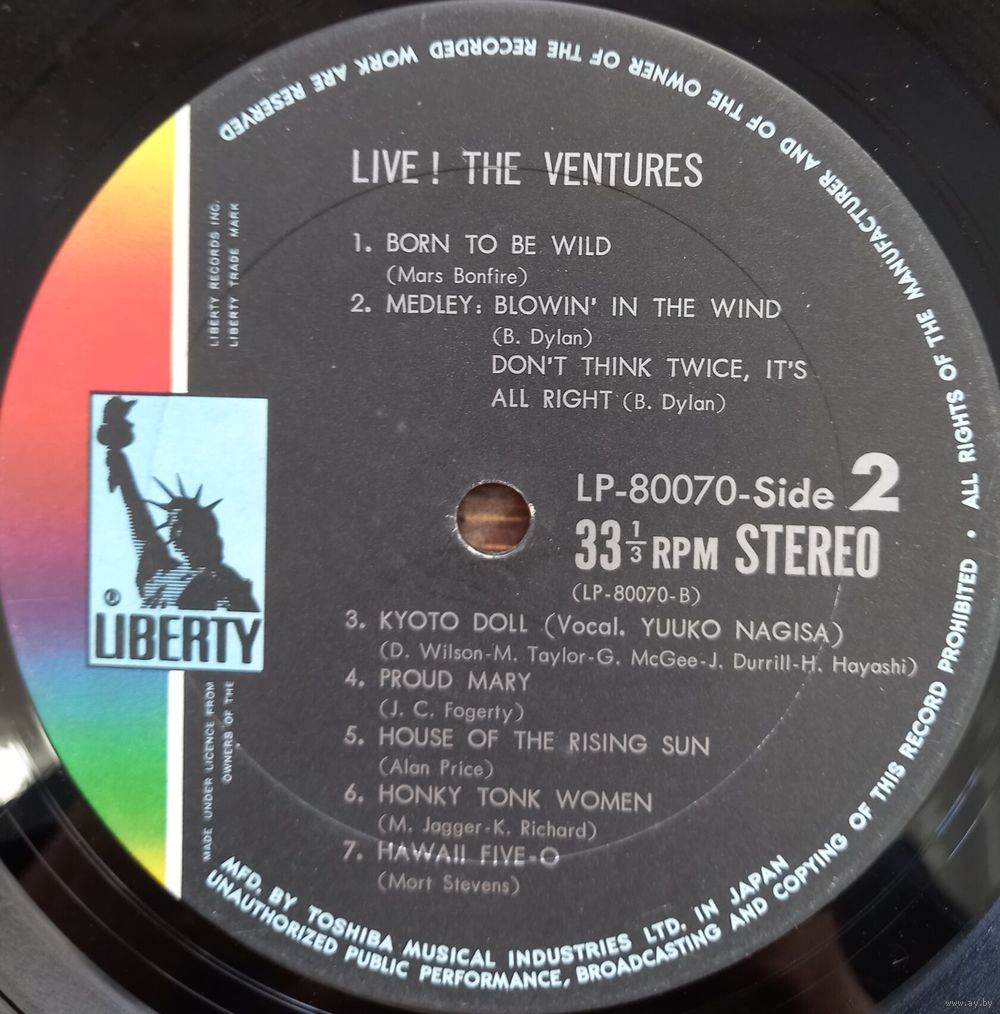 LIVE! THE VENTURES
1. BORN TO BE WILD
(Mars Bonfire)
2. MEDLEY: BLOWIN' IN THE WIND
(B. Dylan)
DON'T THINK TWICE, IT'S
ALL RIGHT (B. Dylan)
LP-80070-Side 2
33 1/3 RPM STEREO
(LP-80070-B)
3. KYOTO DOLL (Vocal. YUUKO NAGISA)
(D. Wilson-M. Taylor-G. McGee-J. Durrill-H. Hayashi)
4. PROUD MARY
(J. C. Fogerty)
5. HOUSE OF THE RISING SUN
(Alan Price)
6. HONKY TONK WOMEN
(M. Jagger-K. Richard)
7. HAWAII FIVE-O
(Mort Stevens)
LIBERTY RECORDS INC.
LIBERTY TRADE MARK
®
LIBERTY
MADE UNDER LICENCE FROM
OWNERS OF THE
MFD. BY TOSHIBA MUSICAL INDUSTRIES LTD. IN JAPAN
UNAUTHORIZED PUBLIC PERFORMANCE, BROADCASTING AND COPYING OF THIS RECORD PROHIBITED • ALL RIGHTS OF THE MANUFACTURER AND OF THE OWNER OF THE RECORDED WORK ARE RESERVED
www.ay.by